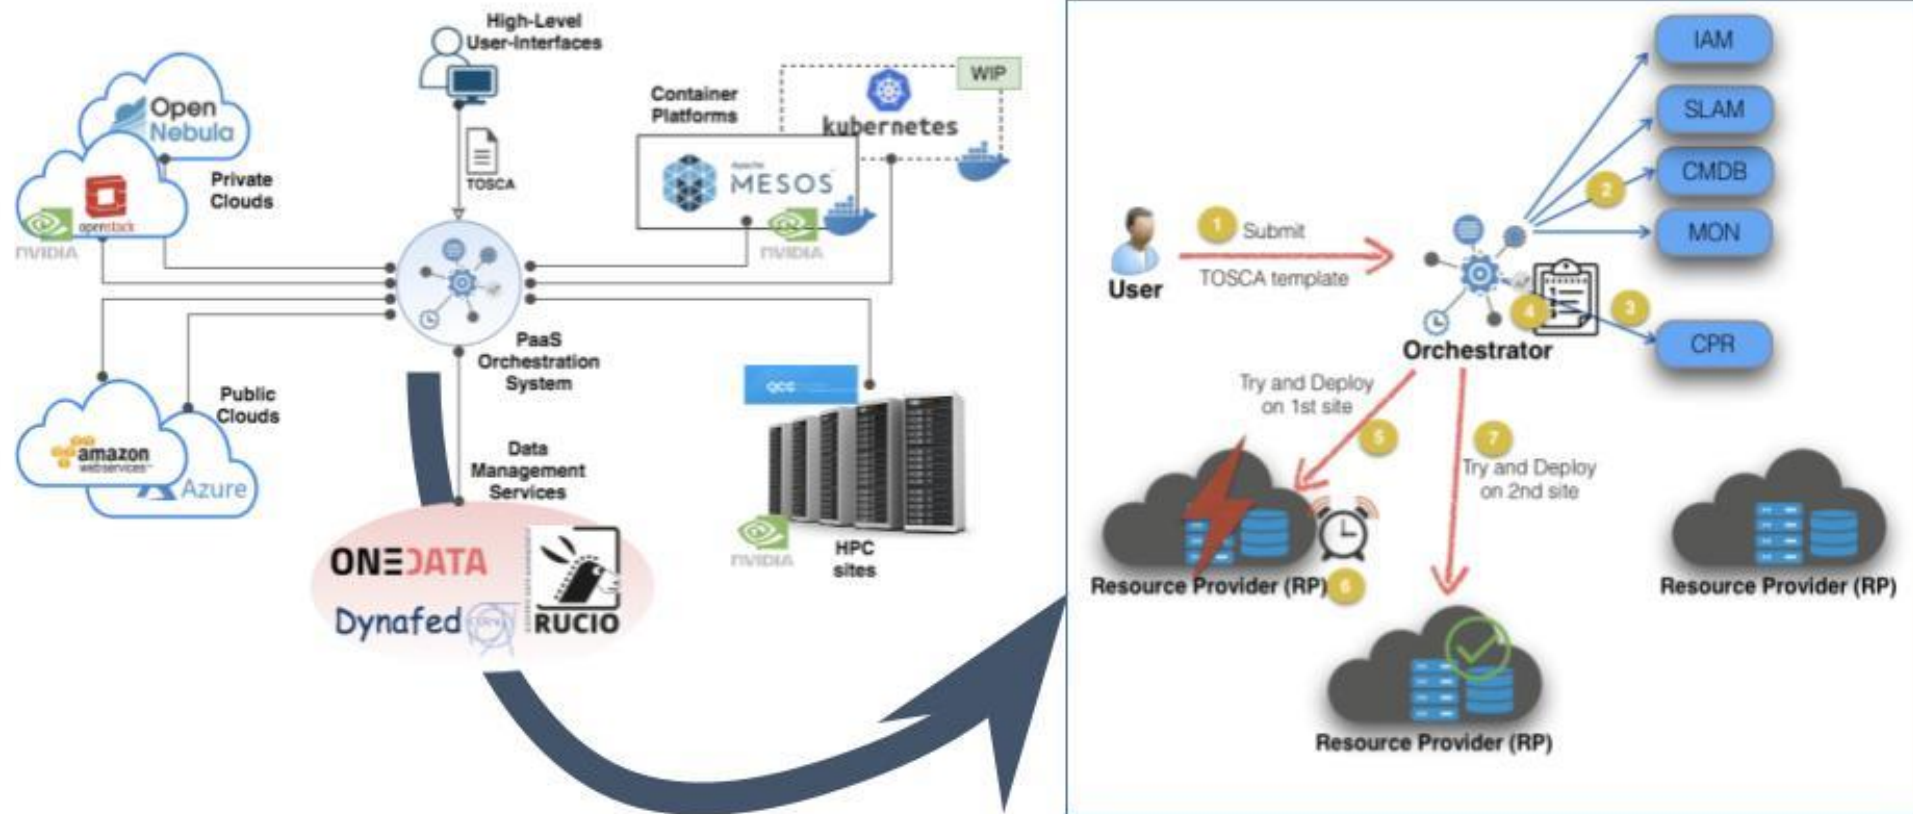 High-Level
User-Interfaces
Open
Nebula
openstack
NVIDIA
Private
Clouds
TOSCA
Container
Platforms
WIP
kubernetes
Apache
MESOS
NVIDIA
PaaS
Orchestration
System
Public
Clouds
amazon
webservices™
Azure
Data
Management
Services
ONEDATA
Dynafed
RUCIO
QCG
NVIDIA
HPC
sites
IAM
SLAM
CMDB
MON
CPR
1
Submit
TOSCA template
User
2
3
4
Orchestrator
Try and Deploy
on 1st site
5
7
Try and Deploy
on 2nd site
Resource Provider (RP)
6
Resource Provider (RP)
Resource Provider (RP)